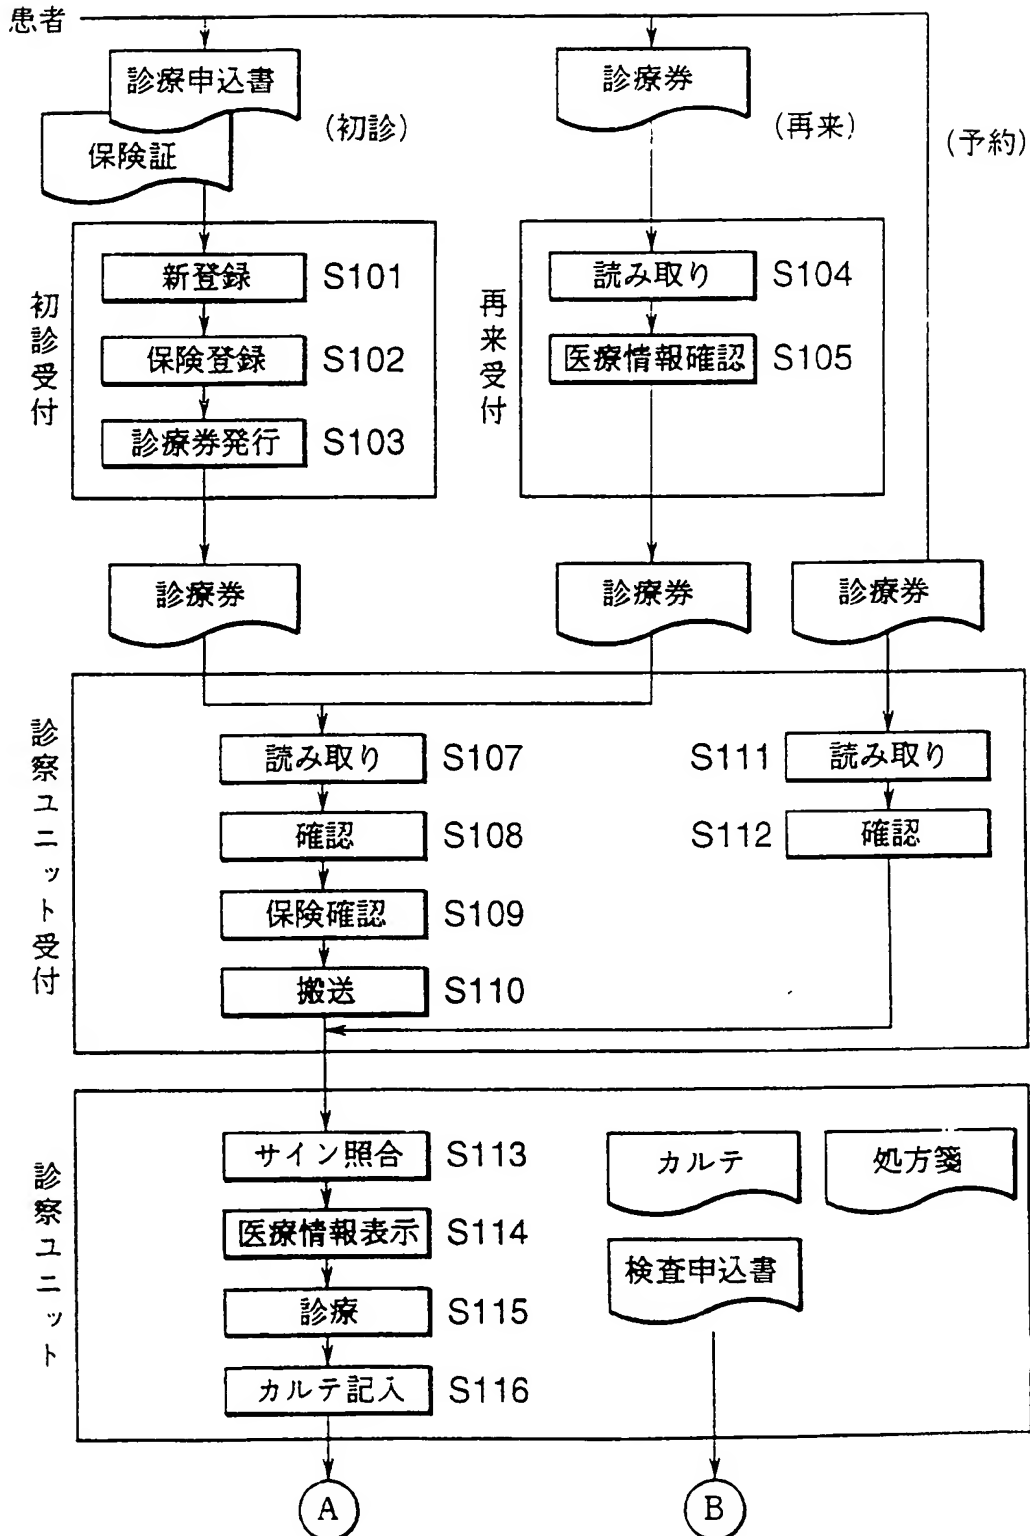 患者
診療申込書
保険証
(初診)
診療券
(再来)
(予約)
初診受付
新登録 S101
保険登録 S102
診療券発行 S103
再来受付
読み取り S104
医療情報確認 S105
診療券
診療券
診療券
診察ユニット受付
読み取り S107
確認 S108
保険確認 S109
搬送 S110
S111 読み取り
S112 確認
診察ユニット
サイン照合 S113
医療情報表示 S114
診療 S115
カルテ記入 S116
カルテ
処方箋
検査申込書
A
B